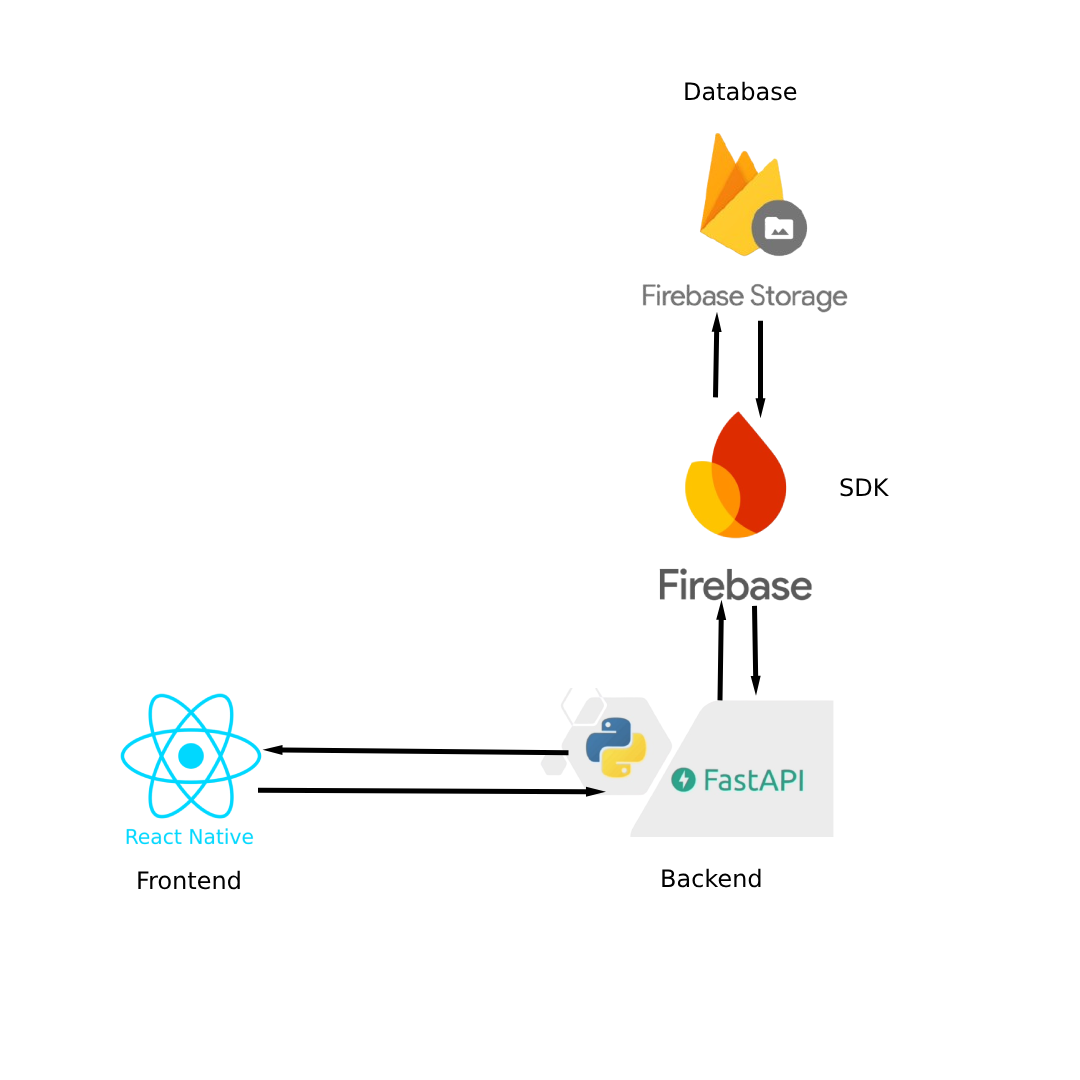 Database
Firebase Storage
SDK
Firebase
FastAPI
React Native
Frontend
Backend